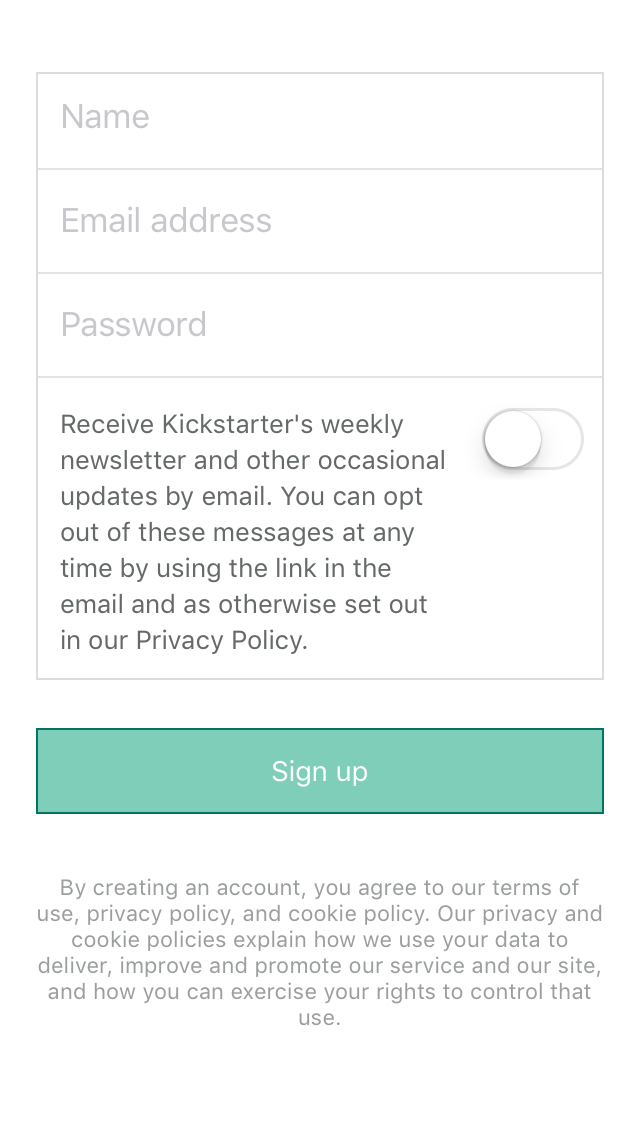 Name
Email address
Password
Receive Kickstarter's weekly
newsletter and other occasional
updates by email. You can opt
out of these messages at any
time by using the link in the
email and as otherwise set out
in our Privacy Policy.
Sign up
By creating an account, you agree to our terms of
use, privacy policy, and cookie policy. Our privacy and
cookie policies explain how we use your data to
deliver, improve and promote our service and our site,
and how you can exercise your rights to control that
use.